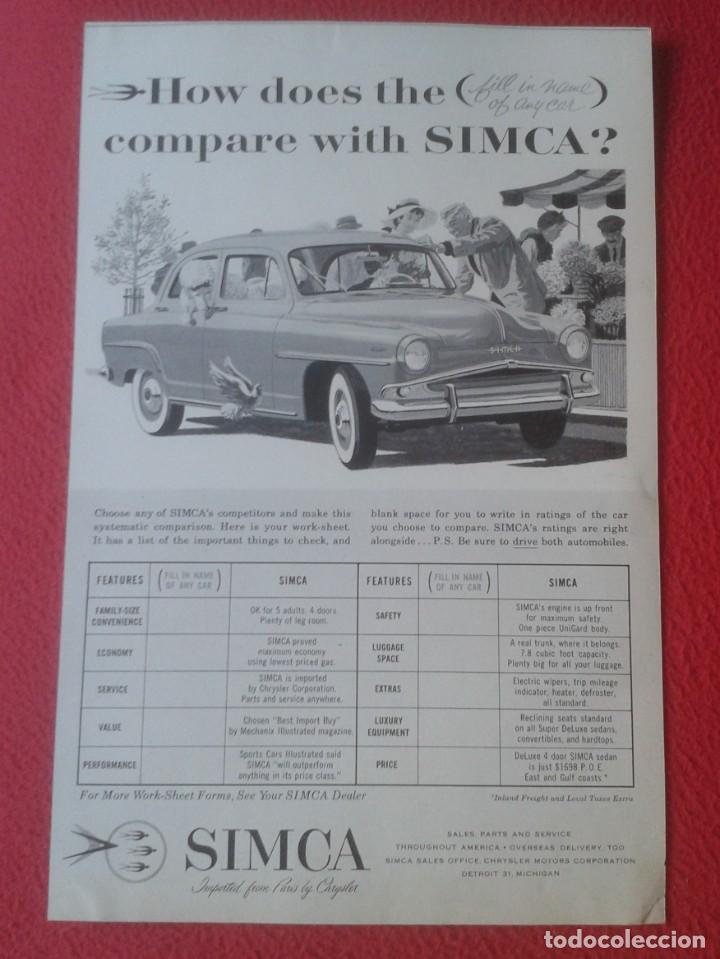 How does the (fill in name
of any car)
compare with SIMCA?
SIMCA
Choose any of SIMCA's competitors and make this
systematic comparison. Here is your work-sheet.
It has a list of the important things to check, and
blank space for you to write in ratings of the car
you choose to compare. SIMCA's ratings are right
alongside... P.S. Be sure to drive both automobiles.
FEATURES
(FILL IN NAME
OF ANY CAR)
SIMCA
FAMILY-SIZE
CONVENIENCE
OK for 5 adults. 4 doors.
Plenty of leg room.
ECONOMY
SIMCA proved
maximum economy
using lowest priced gas.
SERVICE
SIMCA is imported
by Chrysler Corporation.
Parts and service anywhere.
VALUE
Chosen "Best Import Buy"
by Mechanix Illustrated magazine.
PERFORMANCE
Sports Cars Illustrated said
SIMCA "will outperform
anything in its price class."
FEATURES
(FILL IN NAME
OF ANY CAR)
SIMCA
SAFETY
SIMCA's engine is up front
for maximum safety.
One piece UniGard body.
LUGGAGE
SPACE
A real trunk, where it belongs.
7.8 cubic foot capacity.
Plenty big for all your luggage.
EXTRAS
Electric wipers, trip mileage
indicator, heater, defroster,
all standard.
LUXURY
EQUIPMENT
Reclining seats standard
on all Super DeLuxe sedans,
convertibles, and hardtops.
PRICE
DeLuxe 4 door SIMCA sedan
is just $1698 P.O.E.
East and Gulf coasts*
For More Work-Sheet Forms, See Your SIMCA Dealer
*Inland Freight and Local Taxes Extra
SIMCA
Imported from Paris by Chrysler
SALES, PARTS AND SERVICE
THROUGHOUT AMERICA • OVERSEAS DELIVERY, TOO
SIMCA SALES OFFICE, CHRYSLER MOTORS CORPORATION
DETROIT 31, MICHIGAN
todocoleccion.net